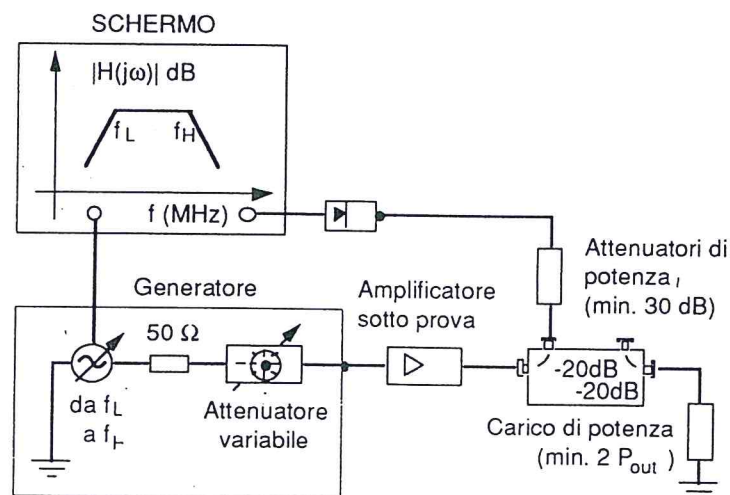 SCHERMO
|H(jω)| dB
f_L f_H
f (MHz)
Generatore
50 Ω
da f_L
a f_H
Attenuatore
variabile
Amplificatore
sotto prova
Attenuatori di
potenza
(min. 30 dB)
-20dB
-20dB
Carico di potenza
(min. 2 P_out )